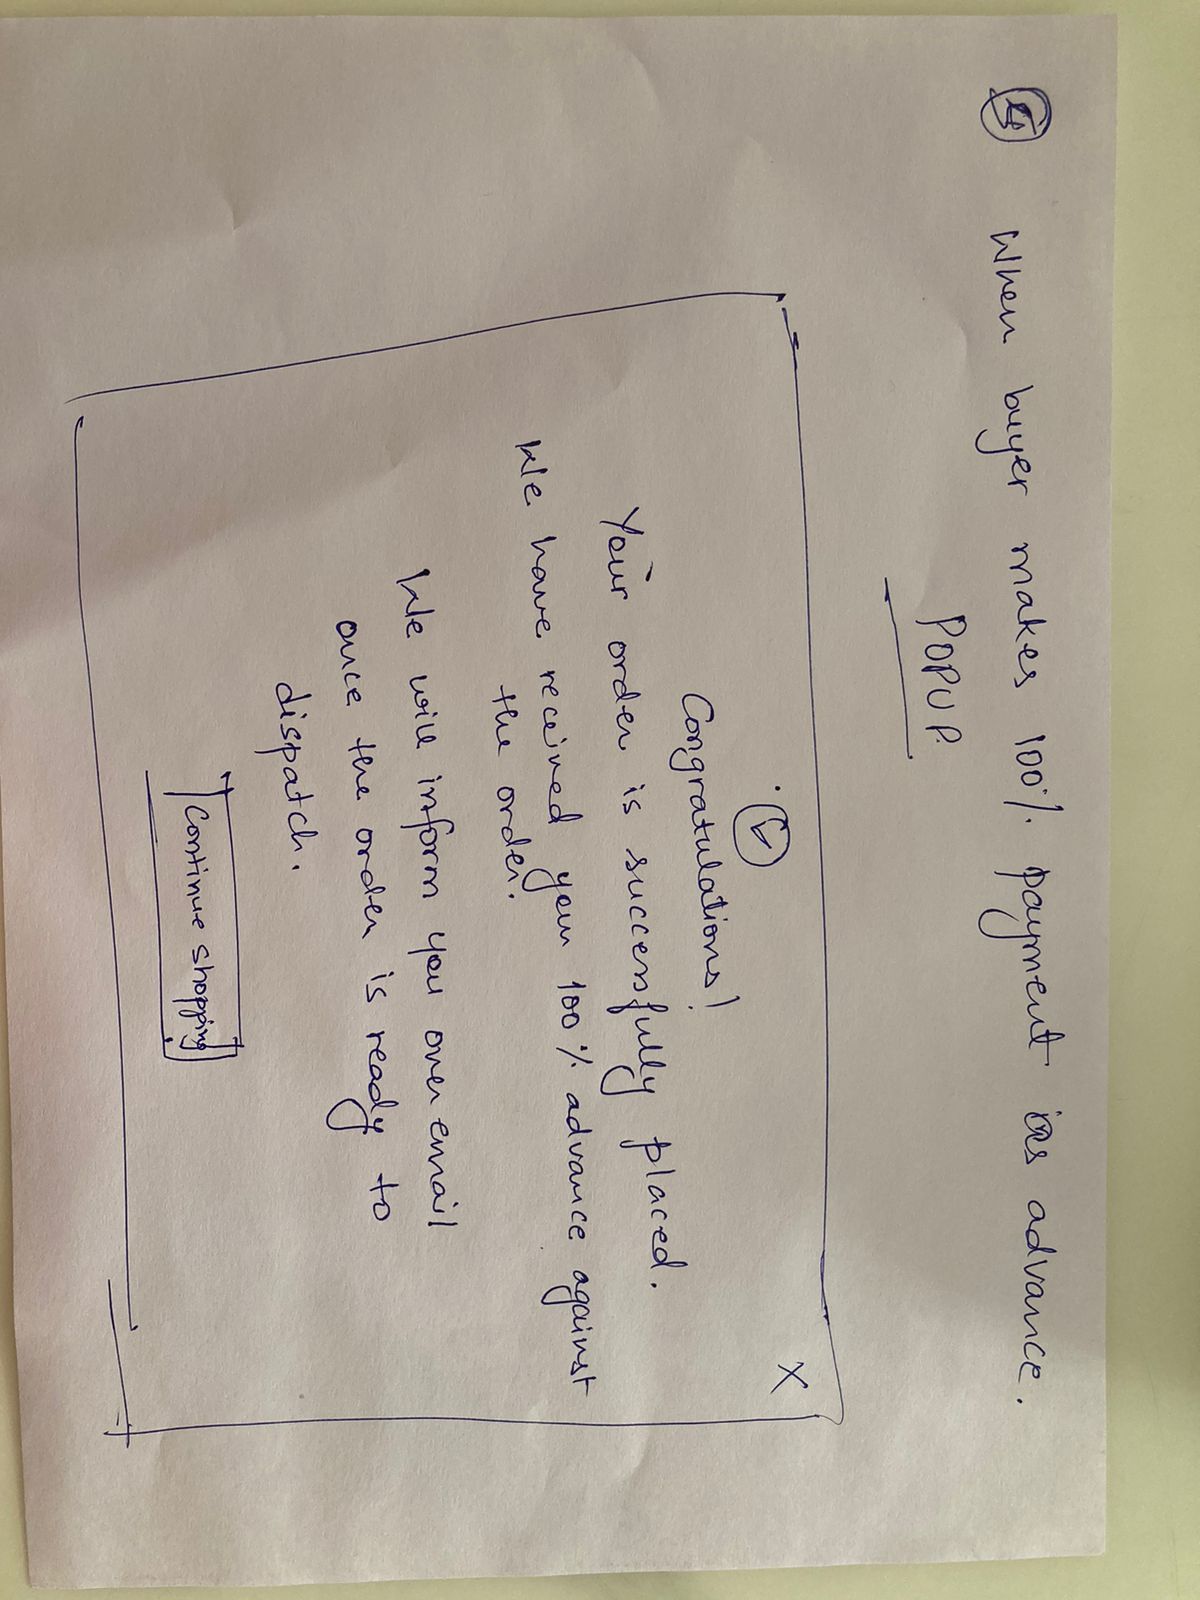 When buyer makes 100% payment as advance.
POPUP.
X
Congratulations!
Your order is successfully placed.
We have received your 100% advance against
the order.
We will inform you over email
once the order is ready to
dispatch.
Continue shopping